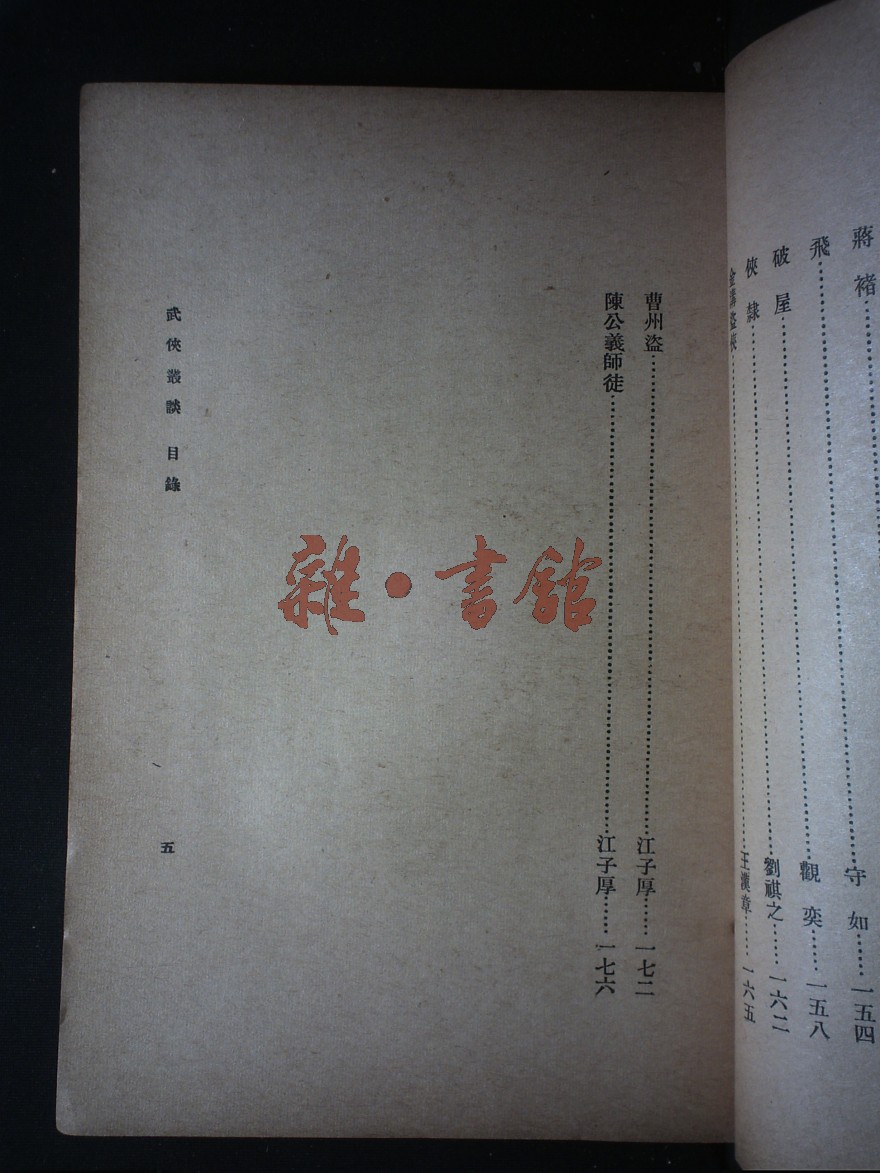 蔣褚
飛……守如……一五四
破屋……觀奕……一五八
俠隸……劉祺之……一六二
盜俠……王漢章……一六五
曹州盜……江子厚……一七二
陳公義師徒……江子厚……一七六
武俠叢談 目錄
五
雜·書館